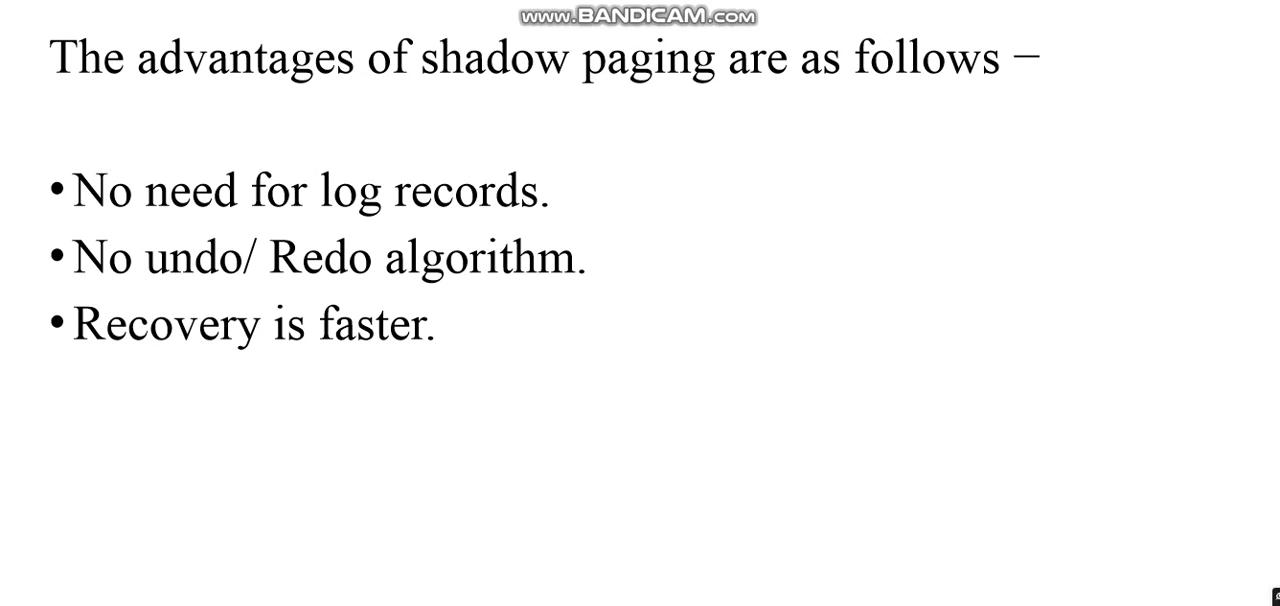 www.BANDICAM.com
The advantages of shadow paging are as follows −
• No need for log records.
• No undo/ Redo algorithm.
• Recovery is faster.